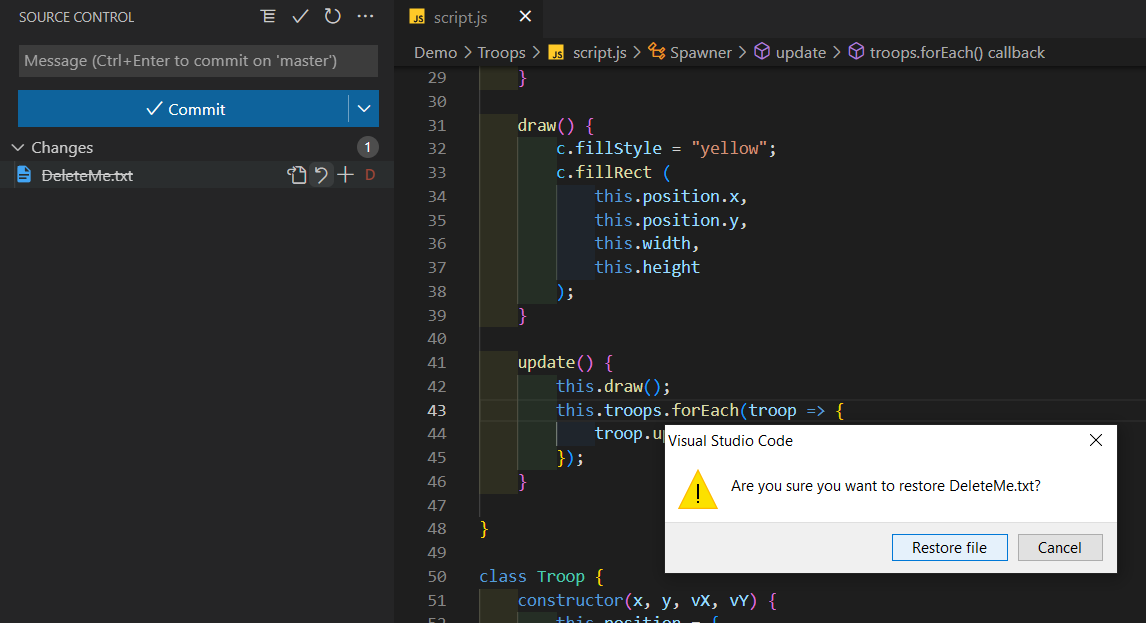 SOURCE CONTROL
Message (Ctrl+Enter to commit on 'master')
Commit
Changes 1
DeleteMe.txt D
JS script.js
Demo > Troops > JS script.js > Spawner > update > troops.forEach() callback
29 }
30
31 draw() {
32 c.fillStyle = "yellow";
33 c.fillRect (
34 this.position.x,
35 this.position.y,
36 this.width,
37 this.height
38 );
39 }
40
41 update() {
42 this.draw();
43 this.troops.forEach(troop => {
44 troop.up
45 });
46 }
47
48 }
49
50 class Troop {
51 constructor(x, y, vX, vY) {
52 this.position = {
Visual Studio Code
Are you sure you want to restore DeleteMe.txt?
Restore file
Cancel